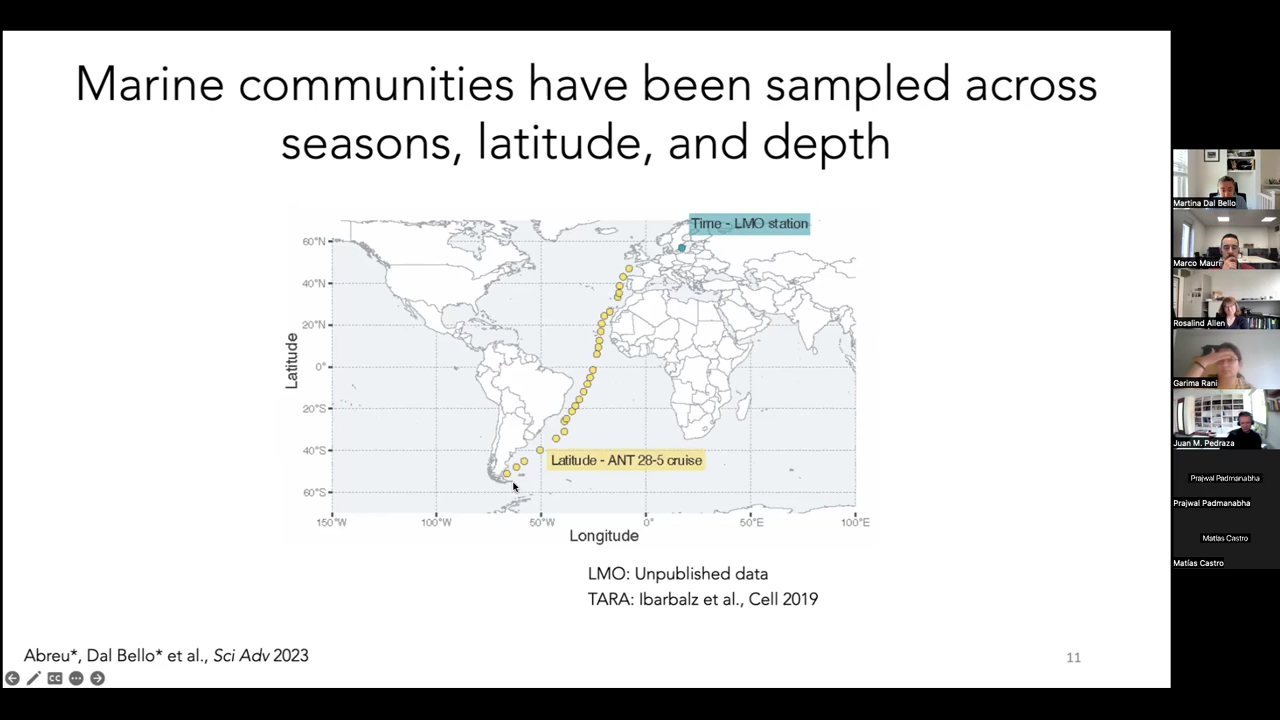 Marine communities have been sampled across
seasons, latitude, and depth
Time - LMO station
60°N
40°N
20°N
0°
20°S
40°S
60°S
Latitude
Latitude - ANT 28-5 cruise
150°W
100°W
50°W
0°
50°E
100°E
Longitude
LMO: Unpublished data
TARA: Ibarbalz et al., Cell 2019
Abreu*, Dal Bello* et al., Sci Adv 2023
11
CC
Martina Dal Bello
Marco Mauri
Rosalind Allen
Garima Rani
Juan M. Pedraza
Prajwal Padmanabha
Prajwal Padmanabha
Matías Castro
Matías Castro